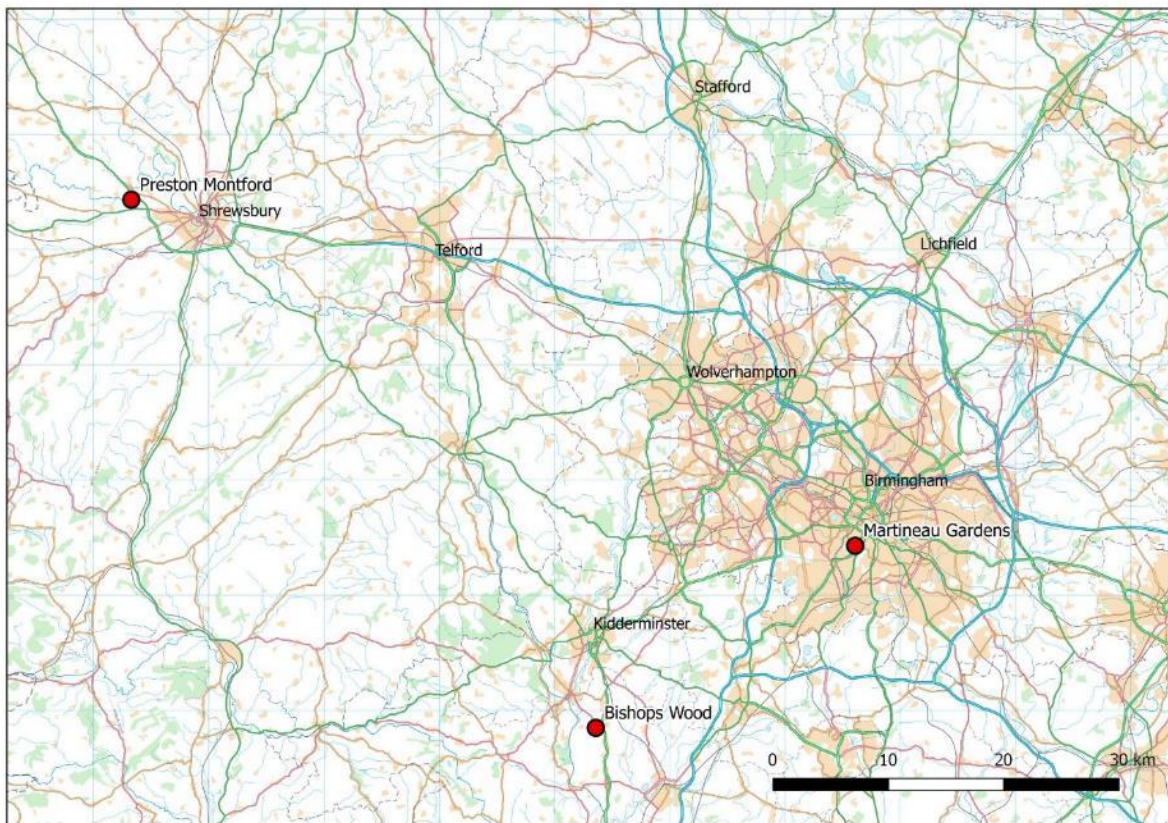 Stafford
Preston Montford
Shrewsbury
Telford
Lichfield
Wolverhampton
Birmingham
Martineau Gardens
Kidderminster
Bishops Wood
0 10 20 30 km